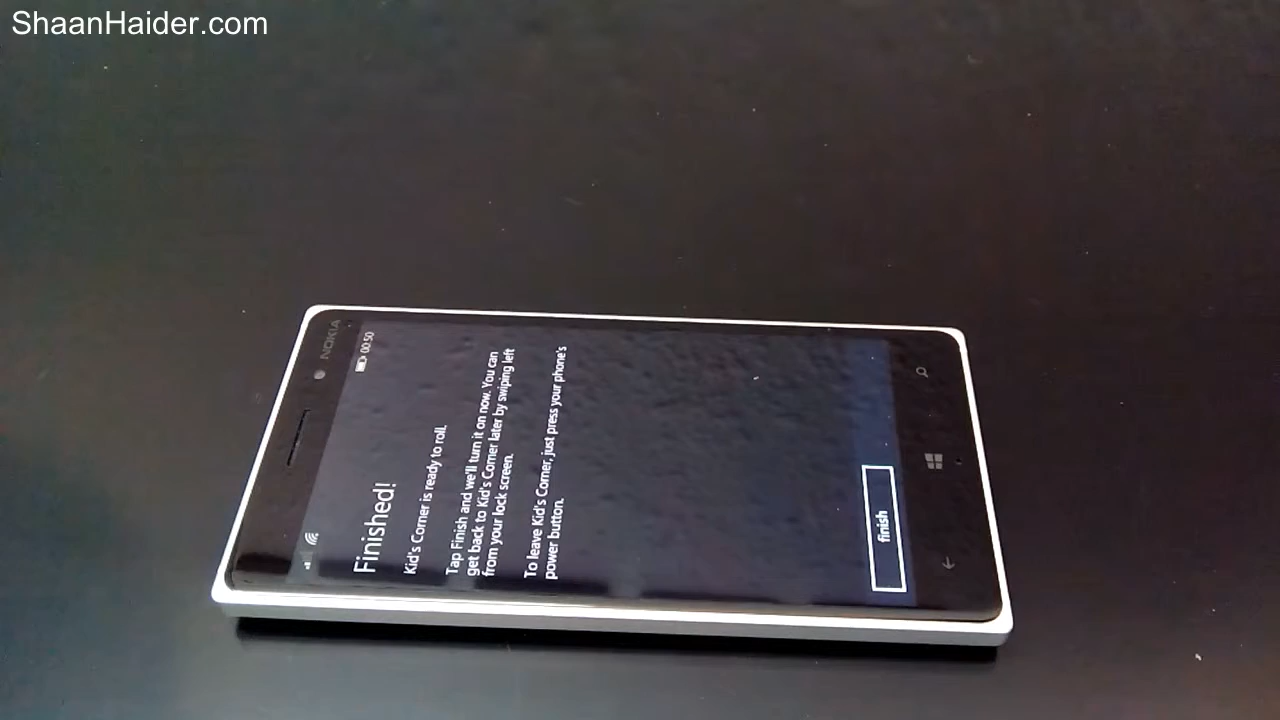 ShaanHaider.com
NOKIA
00:50
Finished!
Kid's Corner is ready to roll.
Tap Finish and we'll turn it on now. You can
get back to Kid's Corner later by swiping left
from your lock screen.
To leave Kid's Corner, just press your phone's
power button.
finish